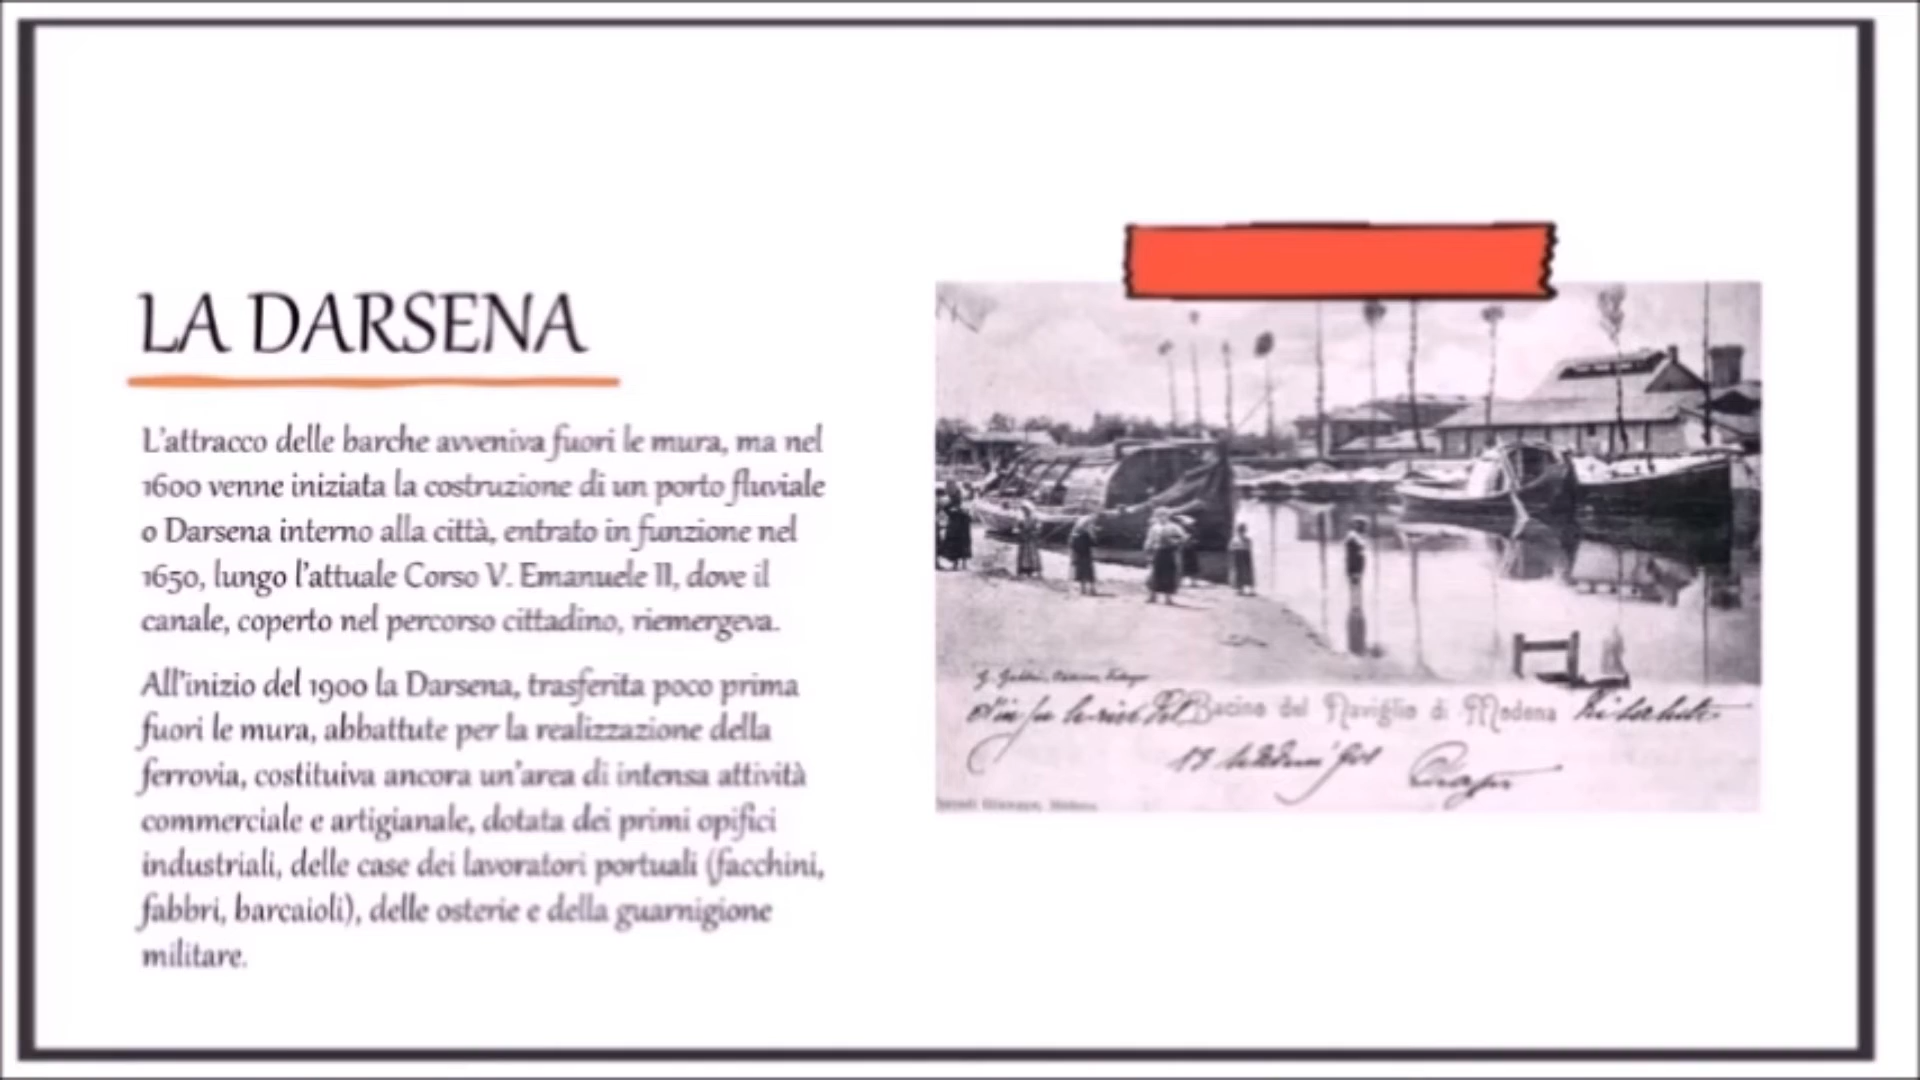 LA DARSENA
L'attracco delle barche avveniva fuori le mura, ma nel
1600 venne iniziata la costruzione di un porto fluviale
o Darsena interno alla città, entrato in funzione nel
1650, lungo l'attuale Corso V. Emanuele II, dove il
canale, coperto nel percorso cittadino, riemergeva.
All'inizio del 1900 la Darsena, trasferita poco prima
fuori le mura, abbattute per la realizzazione della
ferrovia, costituiva ancora un'area di intensa attività
commerciale e artigianale, dotata dei primi opifici
industriali, delle case dei lavoratori portuali (facchini,
fabbri, barcaioli), delle osterie e della guarnigione
militare.
Bacino del Naviglio di Modena